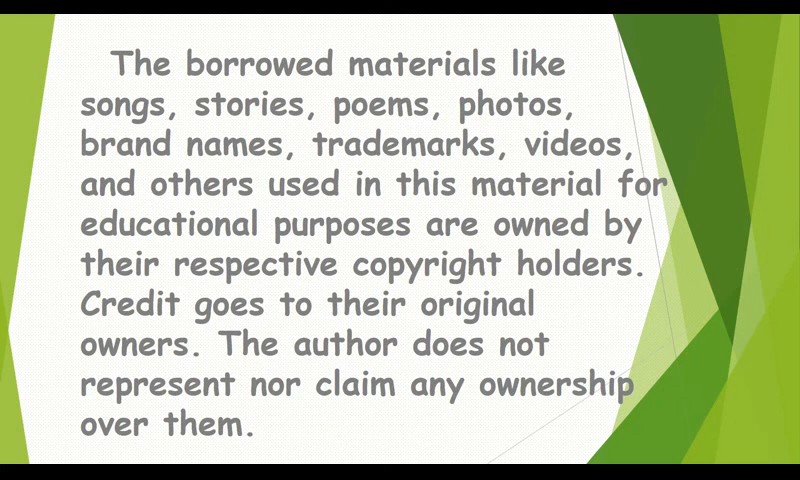 The borrowed materials like
songs, stories, poems, photos,
brand names, trademarks, videos,
and others used in this material for
educational purposes are owned by
their respective copyright holders.
Credit goes to their original
owners. The author does not
represent nor claim any ownership
over them.